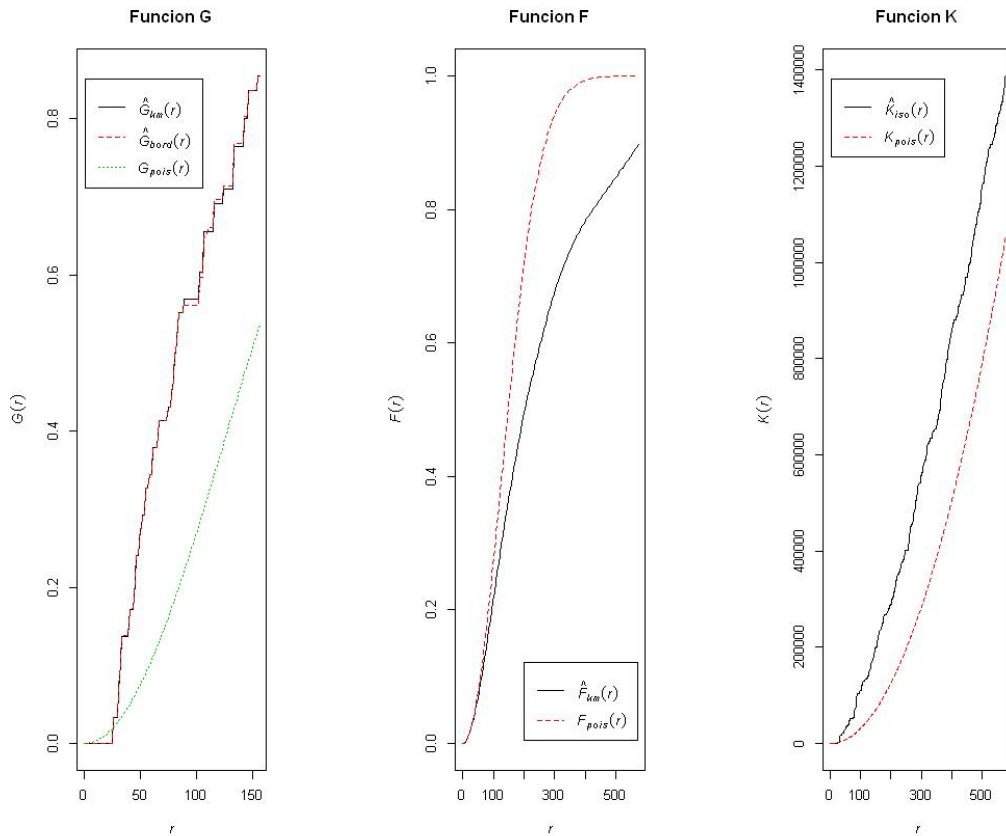 Funcion G
Ĝkm(r)
Ĝbord(r)
Gpois(r)
G(r)
0.0
0.2
0.4
0.6
0.8
0
50
100
150
r
Funcion F
F̂km(r)
Fpois(r)
F(r)
0.0
0.2
0.4
0.6
0.8
1.0
0
100
300
500
r
Funcion K
K̂iso(r)
Kpois(r)
K(r)
0
200000
400000
600000
800000
1000000
1200000
1400000
0
100
300
500
r